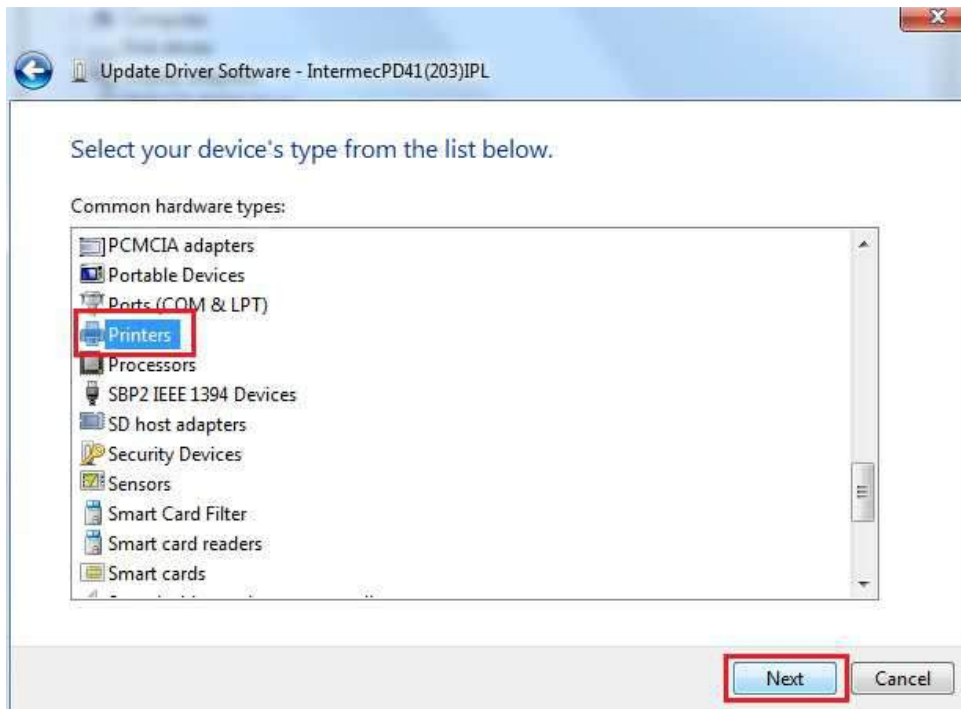 Update Driver Software - IntermecPD41(203)IPL
Select your device's type from the list below.
Common hardware types:
PCMCIA adapters
Portable Devices
Ports (COM & LPT)
Printers
Processors
SBP2 IEEE 1394 Devices
SD host adapters
Security Devices
Sensors
Smart Card Filter
Smart card readers
Smart cards
Next
Cancel